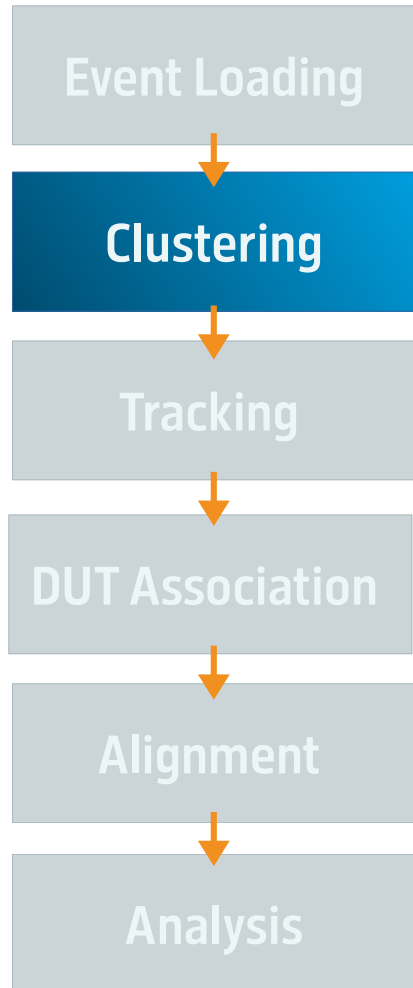 Event Loading
Clustering
Tracking
DUT Association
Alignment
Analysis